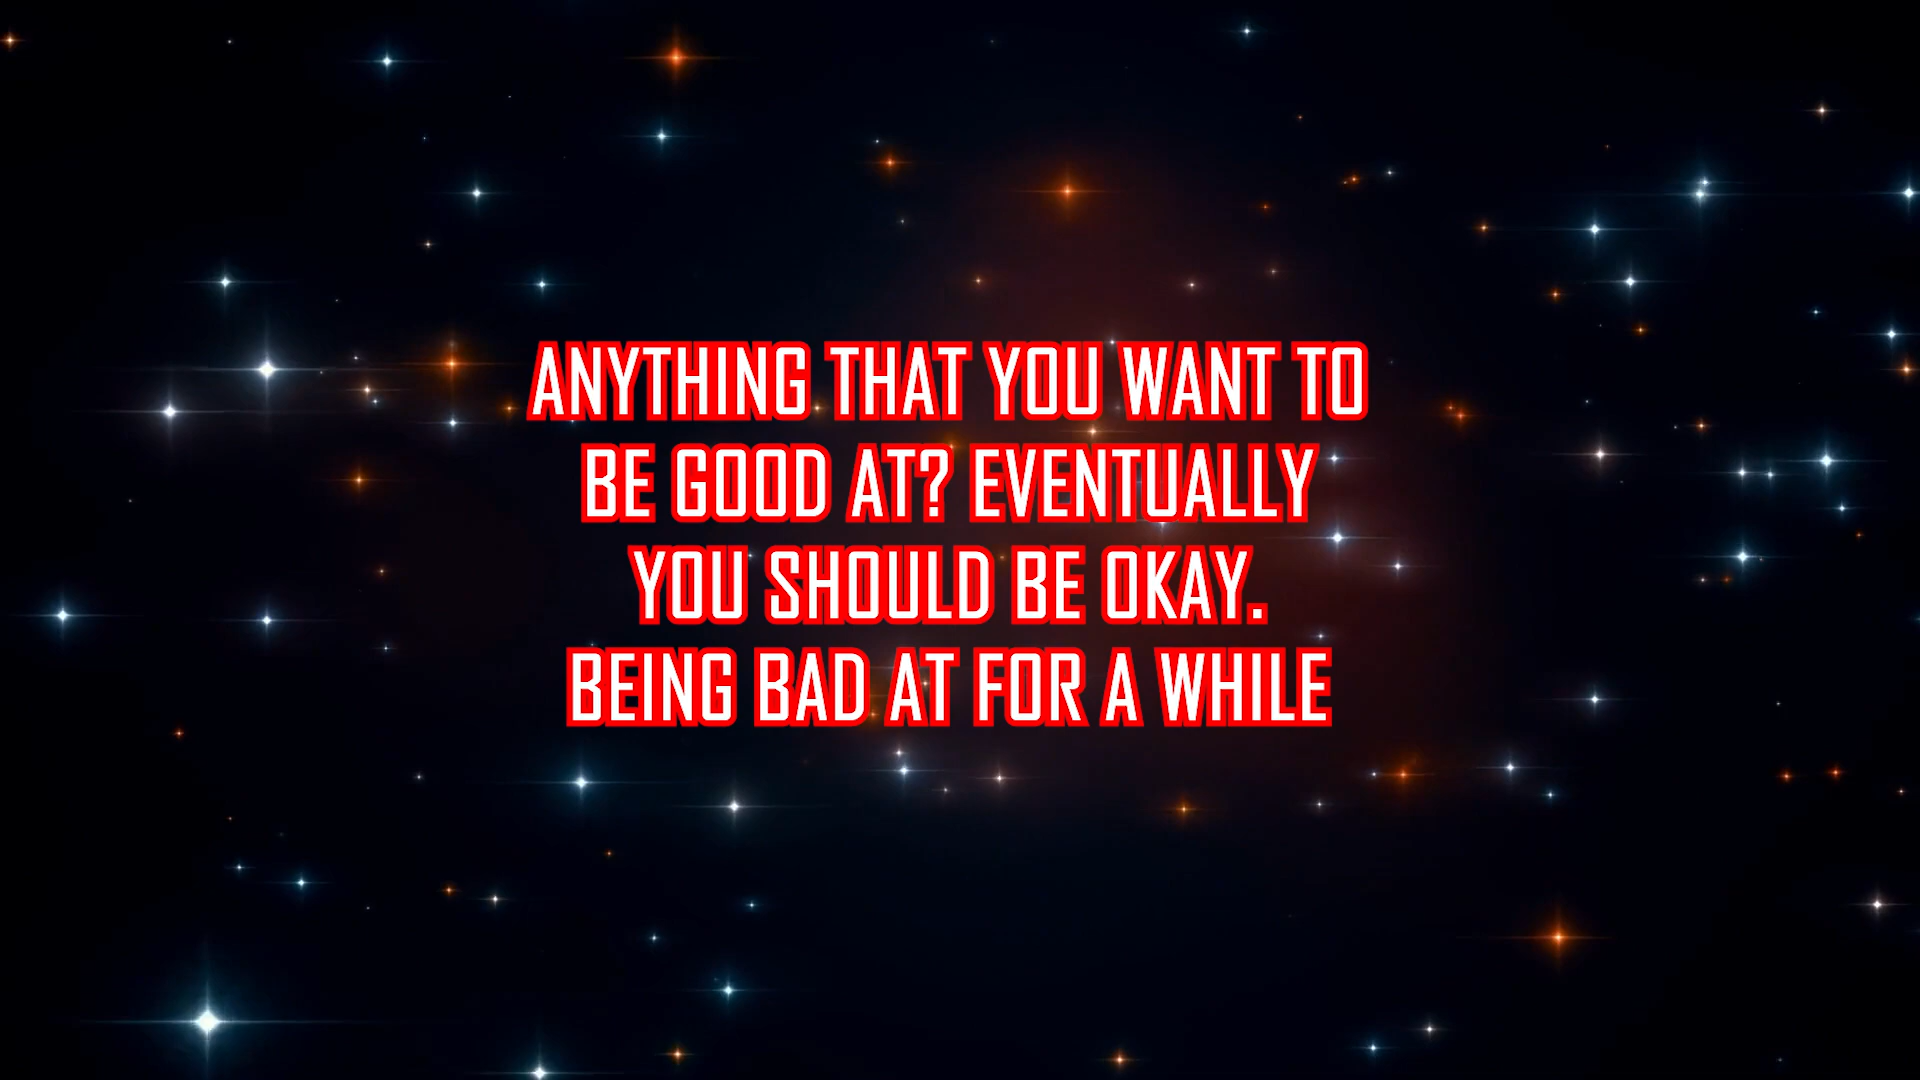 ANYTHING THAT YOU WANT TO
BE GOOD AT? EVENTUALLY
YOU SHOULD BE OKAY.
BEING BAD AT FOR A WHILE